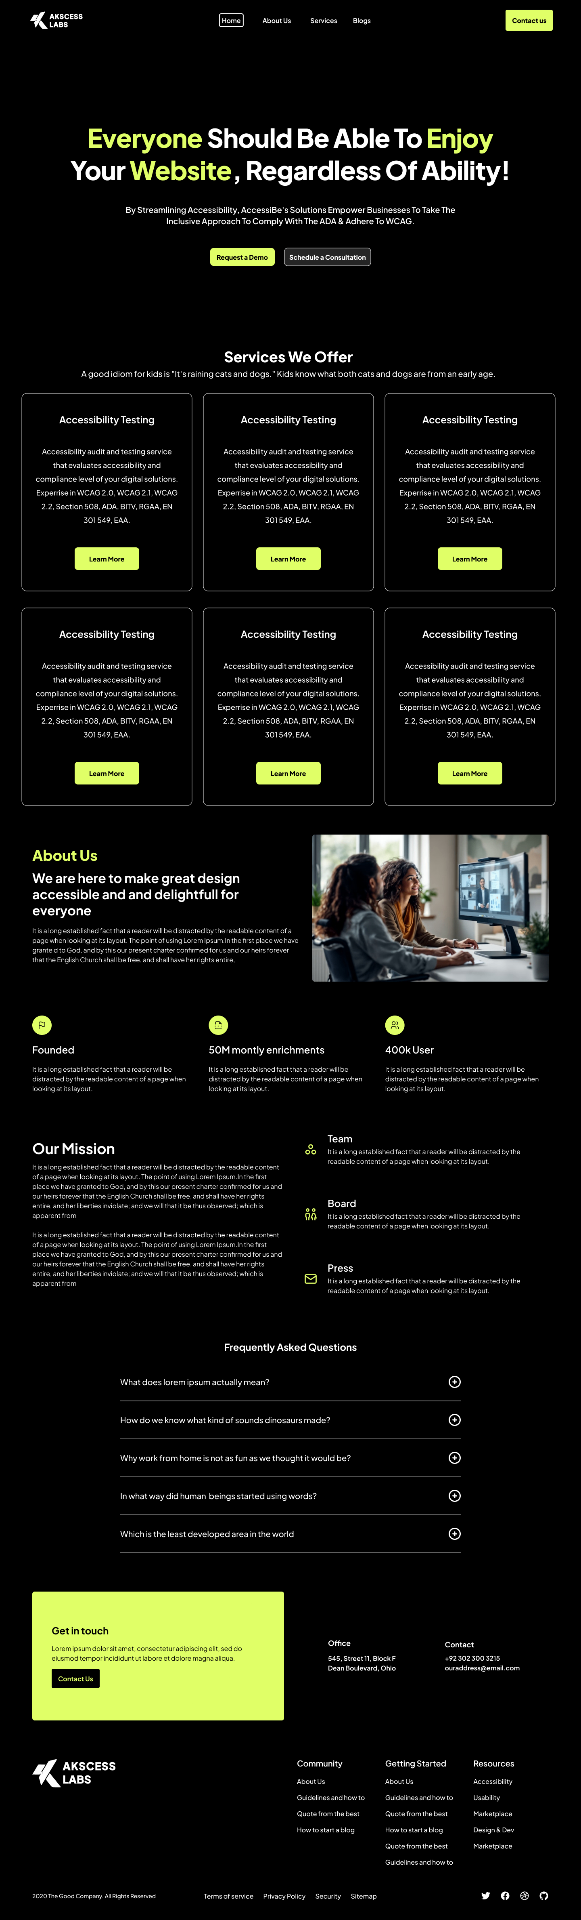 AKSCESS
LABS
Home
About Us
Services
Blogs
Contact us
Everyone Should Be Able To Enjoy
Your Website, Regardless Of Ability!
By Streamlining Accessibility, AccessiBe's Solutions Empower Businesses To Take The
Inclusive Approach To Comply With The ADA & Adhere To WCAG.
Request a Demo
Schedule a Consultation
Services We Offer
A good idiom for kids is "It's raining cats and dogs." Kids know what both cats and dogs are from an early age.
Accessibility Testing
Accessibility audit and testing service
that evaluates accessibility and
compliance level of your digital solutions.
Experrise in WCAG 2.0, WCAG 2.1, WCAG
2.2, Section 508, ADA, BITV, RGAA, EN
301 549, EAA.
Learn More
Accessibility Testing
Accessibility audit and testing service
that evaluates accessibility and
compliance level of your digital solutions.
Experrise in WCAG 2.0, WCAG 2.1, WCAG
2.2, Section 508, ADA, BITV, RGAA, EN
301 549, EAA.
Learn More
Accessibility Testing
Accessibility audit and testing service
that evaluates accessibility and
compliance level of your digital solutions.
Experrise in WCAG 2.0, WCAG 2.1, WCAG
2.2, Section 508, ADA, BITV, RGAA, EN
301 549, EAA.
Learn More
Accessibility Testing
Accessibility audit and testing service
that evaluates accessibility and
compliance level of your digital solutions.
Experrise in WCAG 2.0, WCAG 2.1, WCAG
2.2, Section 508, ADA, BITV, RGAA, EN
301 549, EAA.
Learn More
Accessibility Testing
Accessibility audit and testing service
that evaluates accessibility and
compliance level of your digital solutions.
Experrise in WCAG 2.0, WCAG 2.1, WCAG
2.2, Section 508, ADA, BITV, RGAA, EN
301 549, EAA.
Learn More
Accessibility Testing
Accessibility audit and testing service
that evaluates accessibility and
compliance level of your digital solutions.
Experrise in WCAG 2.0, WCAG 2.1, WCAG
2.2, Section 508, ADA, BITV, RGAA, EN
301 549, EAA.
Learn More
About Us
We are here to make great design
accessible and and delightfull for
everyone
It is a long established fact that a reader will be distracted by the readable content of a
page when looking at its layout. The point of using Lorem Ipsum.In the first place we have
granted to God, and by this our present charter confirmed for us and our heirs forever
that the English Church shall be free, and shall have her rights entire,
Founded
It is a long established fact that a reader will be
distracted by the readable content of a page when
looking at its layout.
50M montly enrichments
It is a long established fact that a reader will be
distracted by the readable content of a page when
looking at its layout.
400k User
It is a long established fact that a reader will be
distracted by the readable content of a page when
looking at its layout.
Our Mission
It is a long established fact that a reader will be distracted by the readable content
of a page when looking at its layout. The point of using Lorem Ipsum.In the first
place we have granted to God, and by this our present charter confirmed for us and
our heirs forever that the English Church shall be free, and shall have her rights
entire, and her liberties inviolate; and we will that it be thus observed; which is
apparent from
It is a long established fact that a reader will be distracted by the readable content
of a page when looking at its layout. The point of using Lorem Ipsum.In the first
place we have granted to God, and by this our present charter confirmed for us and
our heirs forever that the English Church shall be free, and shall have her rights
entire, and her liberties inviolate; and we will that it be thus observed; which is
apparent from
Team
It is a long established fact that a reader will be distracted by the
readable content of a page when looking at its layout.
Board
It is a long established fact that a reader will be distracted by the
readable content of a page when looking at its layout.
Press
It is a long established fact that a reader will be distracted by the
readable content of a page when looking at its layout.
Frequently Asked Questions
What does lorem ipsum actually mean?
How do we know what kind of sounds dinosaurs made?
Why work from home is not as fun as we thought it would be?
In what way did human beings started using words?
Which is the least developed area in the world
Get in touch
Lorem ipsum dolor sit amet, consectetur adipiscing elit, sed do
eiusmod tempor incididunt ut labore et dolore magna aliqua.
Contact Us
Office
545, Street 11, Block F
Dean Boulevard, Ohio
Contact
+92 302 300 3215
ouraddress@email.com
AKSCESS
LABS
Community
About Us
Guidelines and how to
Quote from the best
How to start a blog
Getting Started
About Us
Guidelines and how to
Quote from the best
How to start a blog
Quote from the best
Guidelines and how to
Resources
Accessibility
Usability
Marketplace
Design & Dev
Marketplace
2020 The Good Company. All Rights Reserved
Terms of service
Privacy Policy
Security
Sitemap